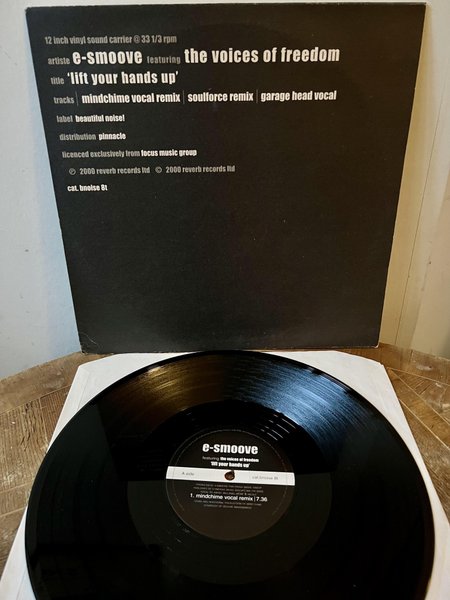 12 inch vinyl sound carrier @ 33 1/3 rpm
artiste e-smoove featuring the voices of freedom
title 'lift your hands up'
tracks | mindchime vocal remix | soulforce remix | garage head vocal
label beautiful noise!
distribution pinnacle
licenced exclusively from focus music group
℗ 2000 reverb records ltd © 2000 reverb records ltd
cat. bnoise 8t
e-smoove
featuring the voices of freedom
'lift your hands up'
A side cat.bnoise 8t
1. mindchime vocal remix | 7.36